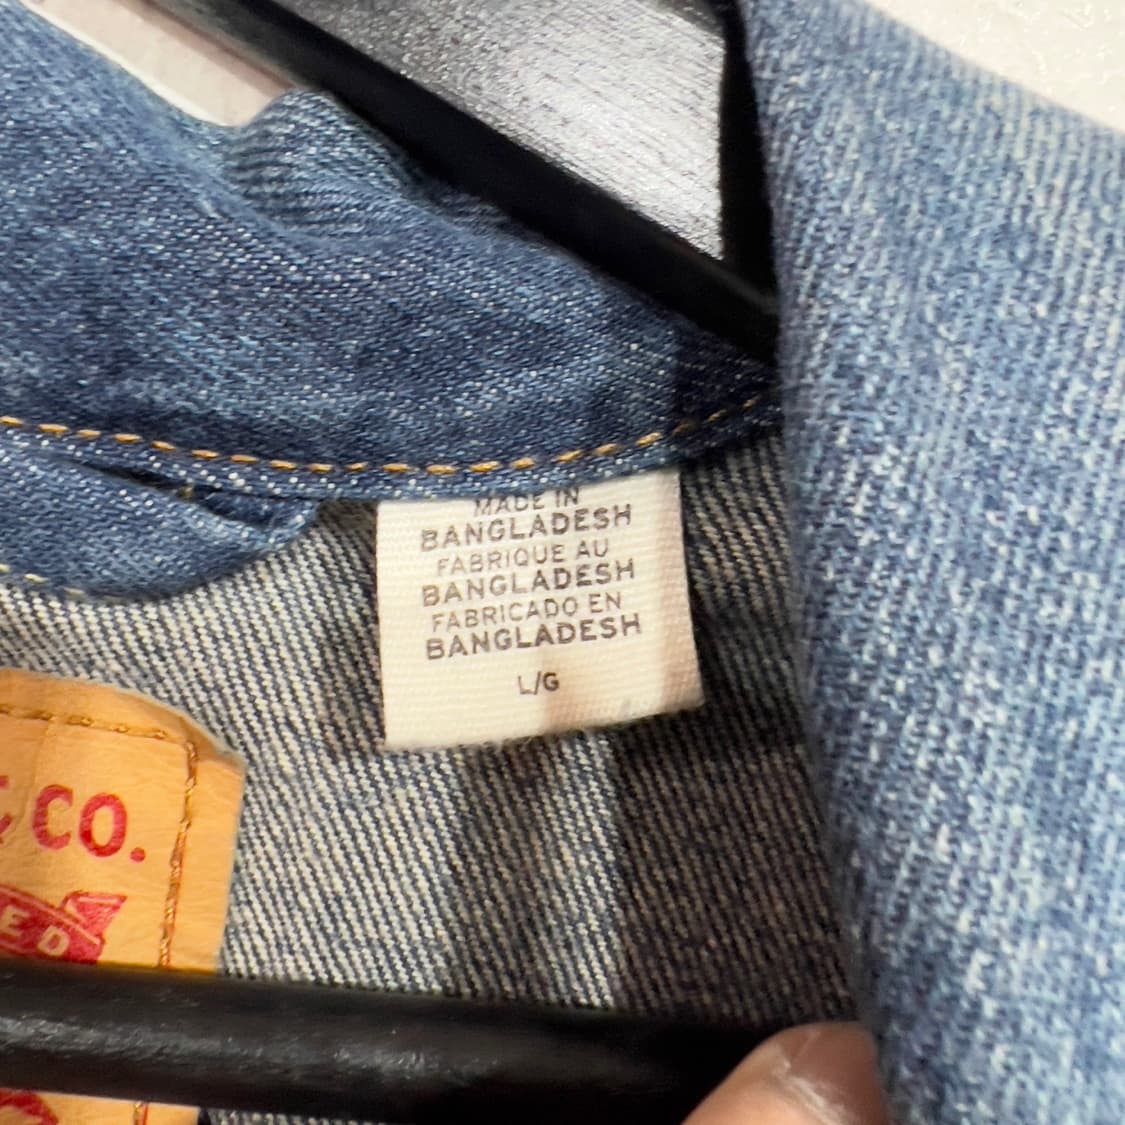 MADE IN
BANGLADESH
FABRIQUE AU
BANGLADESH
FABRICADO EN
BANGLADESH
L/G
CO.